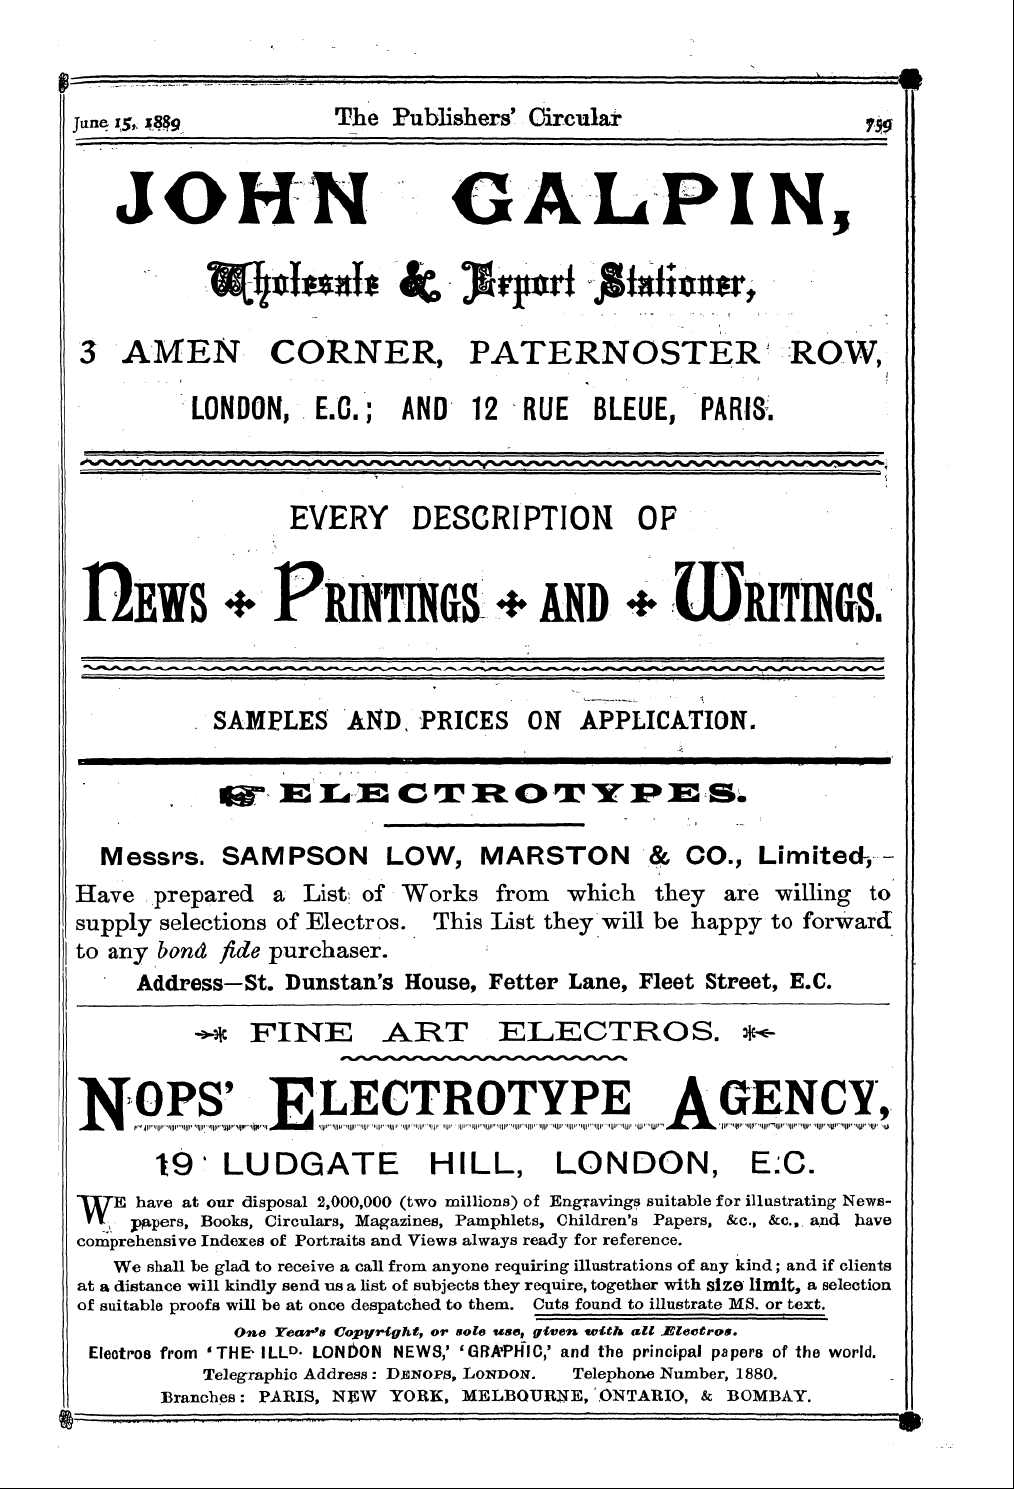 June 15, 1889 The Publishers' Circular 759
JOHN GALPIN,
Wholesale & Export Stationer,
3 AMEN CORNER, PATERNOSTER ROW,
LONDON, E.C.; AND 12 RUE BLEUE, PARIS.
EVERY DESCRIPTION OF
NEWS PRINTINGS AND WRITINGS.
SAMPLES AND PRICES ON APPLICATION.
ELECTROTYPES.
Messrs. SAMPSON LOW, MARSTON & CO., Limited,
Have prepared a List of Works from which they are willing to
supply selections of Electros. This List they will be happy to forward
to any bonâ fide purchaser.
Address—St. Dunstan's House, Fetter Lane, Fleet Street, E.C.
FINE ART ELECTROS.
NOPS' ELECTROTYPE AGENCY,
19 LUDGATE HILL, LONDON, E.C.
WE have at our disposal 2,000,000 (two millions) of Engravings suitable for illustrating News-
papers, Books, Circulars, Magazines, Pamphlets, Children's Papers, &c., &c., and have
comprehensive Indexes of Portraits and Views always ready for reference.
We shall be glad to receive a call from anyone requiring illustrations of any kind; and if clients
at a distance will kindly send us a list of subjects they require, together with size limit, a selection
of suitable proofs will be at once despatched to them. Cuts found to illustrate MS. or text.
One Year's Copyright, or sole use, given with all Electros.
Electros from 'THE ILLD. LONDON NEWS,' 'GRAPHIC,' and the principal papers of the world.
Telegraphic Address: DENOPS, LONDON. Telephone Number, 1880.
Branches: PARIS, NEW YORK, MELBOURNE, ONTARIO, & BOMBAY.